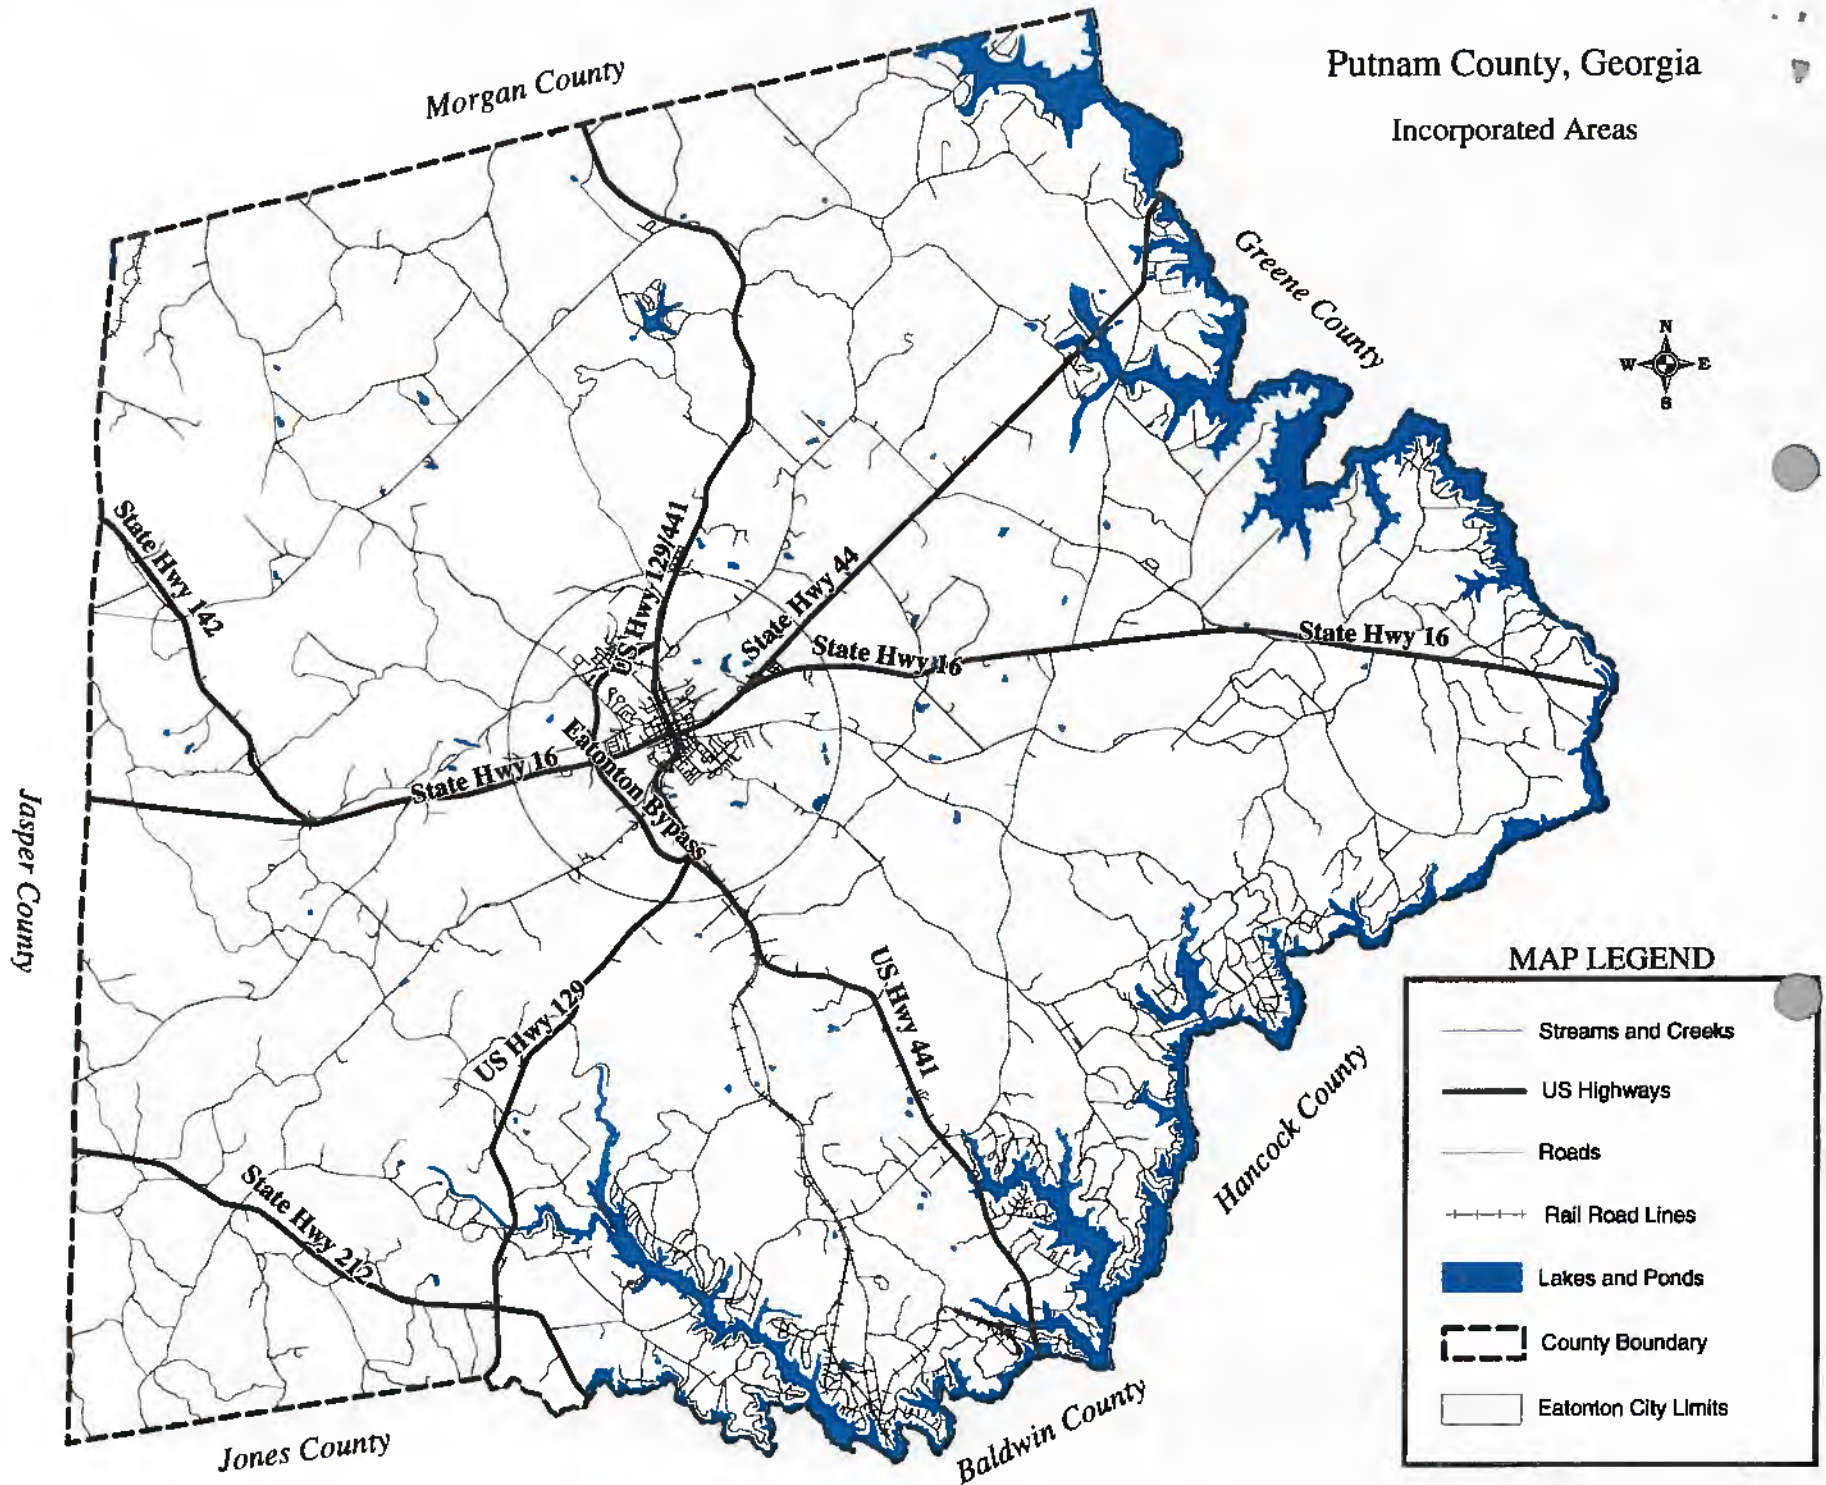 Putnam County, Georgia
Incorporated Areas
Morgan County
Greene County
N
W
E
S
State Hwy 142
US Hwy 129/441
State Hwy 44
State Hwy 16
State Hwy 16
Eatonton Bypass
State Hwy 16
Jasper County
US Hwy 129
US Hwy 441
State Hwy 212
Hancock County
Jones County
Baldwin County
MAP LEGEND
Streams and Creeks
US Highways
Roads
Rail Road Lines
Lakes and Ponds
County Boundary
Eatonton City Limits